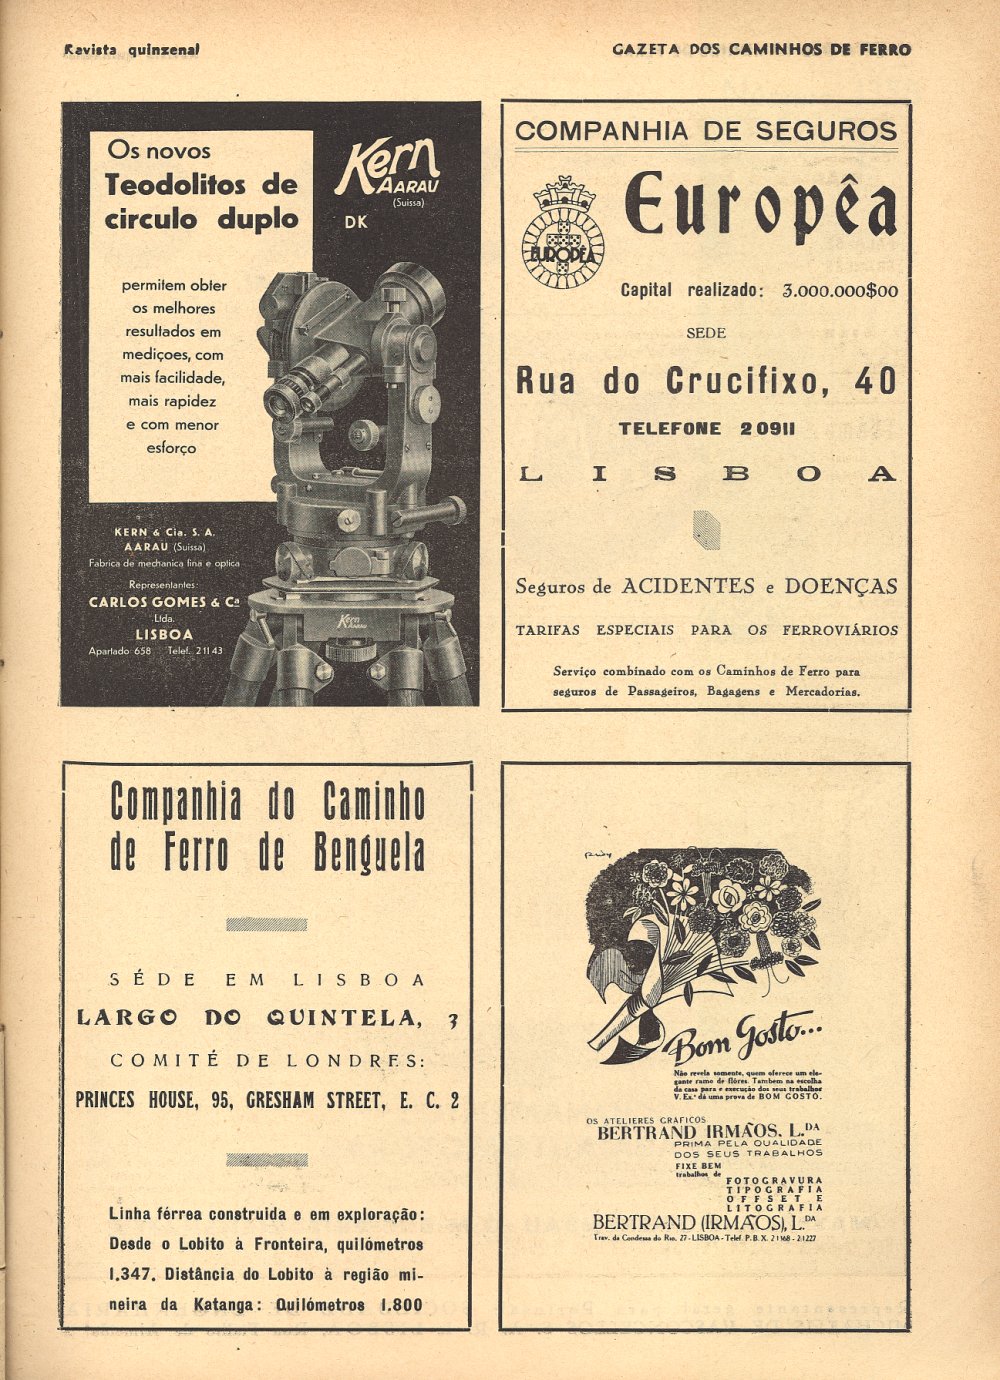 Revista quinzenal
GAZETA DOS CAMINHOS DE FERRO
Os novos
Teodolitos de
circulo duplo
Kern
AARAU
(Suissa)
DK
permitem obter
os melhores
resultados em
mediçoes, com
mais facilidade,
mais rapidez
e com menor
esforço
KERN & Cia. S. A.
AARAU (Suissa)
Fabrica de mechanica fina e optica
Representantes:
CARLOS GOMES & Cª
Ltda.
LISBOA
Apartado 658 Telef. 21143
Kern
AARAU
COMPANHIA DE SEGUROS
Européa
EUROPÊA
Capital realizado: 3.000.000$00
SEDE
Rua do Crucifixo, 40
TELEFONE 20911
LISBOA
Seguros de ACIDENTES e DOENÇAS
TARIFAS ESPECIAIS PARA OS FERROVIÁRIOS
Serviço combinado com os Caminhos de Ferro para
seguros de Passageiros, Bagagens e Mercadorias.
Companhia do Caminho
de Ferro de Benguela
SÉDE EM LISBOA
LARGO DO QUINTELA, 3
COMITÉ DE LONDRES:
PRINCES HOUSE, 95, GRESHAM STREET, E. C. 2
Linha férrea construida e em exploração:
Desde o Lobito à Fronteira, quilómetros
1.347. Distância do Lobito à região mi-
neira da Katanga: Quilómetros 1.800
Bom Gosto...
Não revela somente, quem oferece um ele-
gante ramo de flôres. Tambem na escolha
da casa para a execução dos seus trabalhos
V. Ex.ª dá uma prova de BOM GOSTO.
OS ATELIERES GRÁFICOS
BERTRAND IRMÃOS, L.DA
PRIMA PELA QUALIDADE
DOS SEUS TRABALHOS
FIXE BEM
trabalhos de
FOTOGRAVURA
TIPOGRAFIA
OFFSET E
LITOGRAFIA
BERTRAND (IRMÃOS), L.DA
Trav. da Condessa do Rio, 27 - LISBOA - Telef. P. B. X. 21368 - 21227